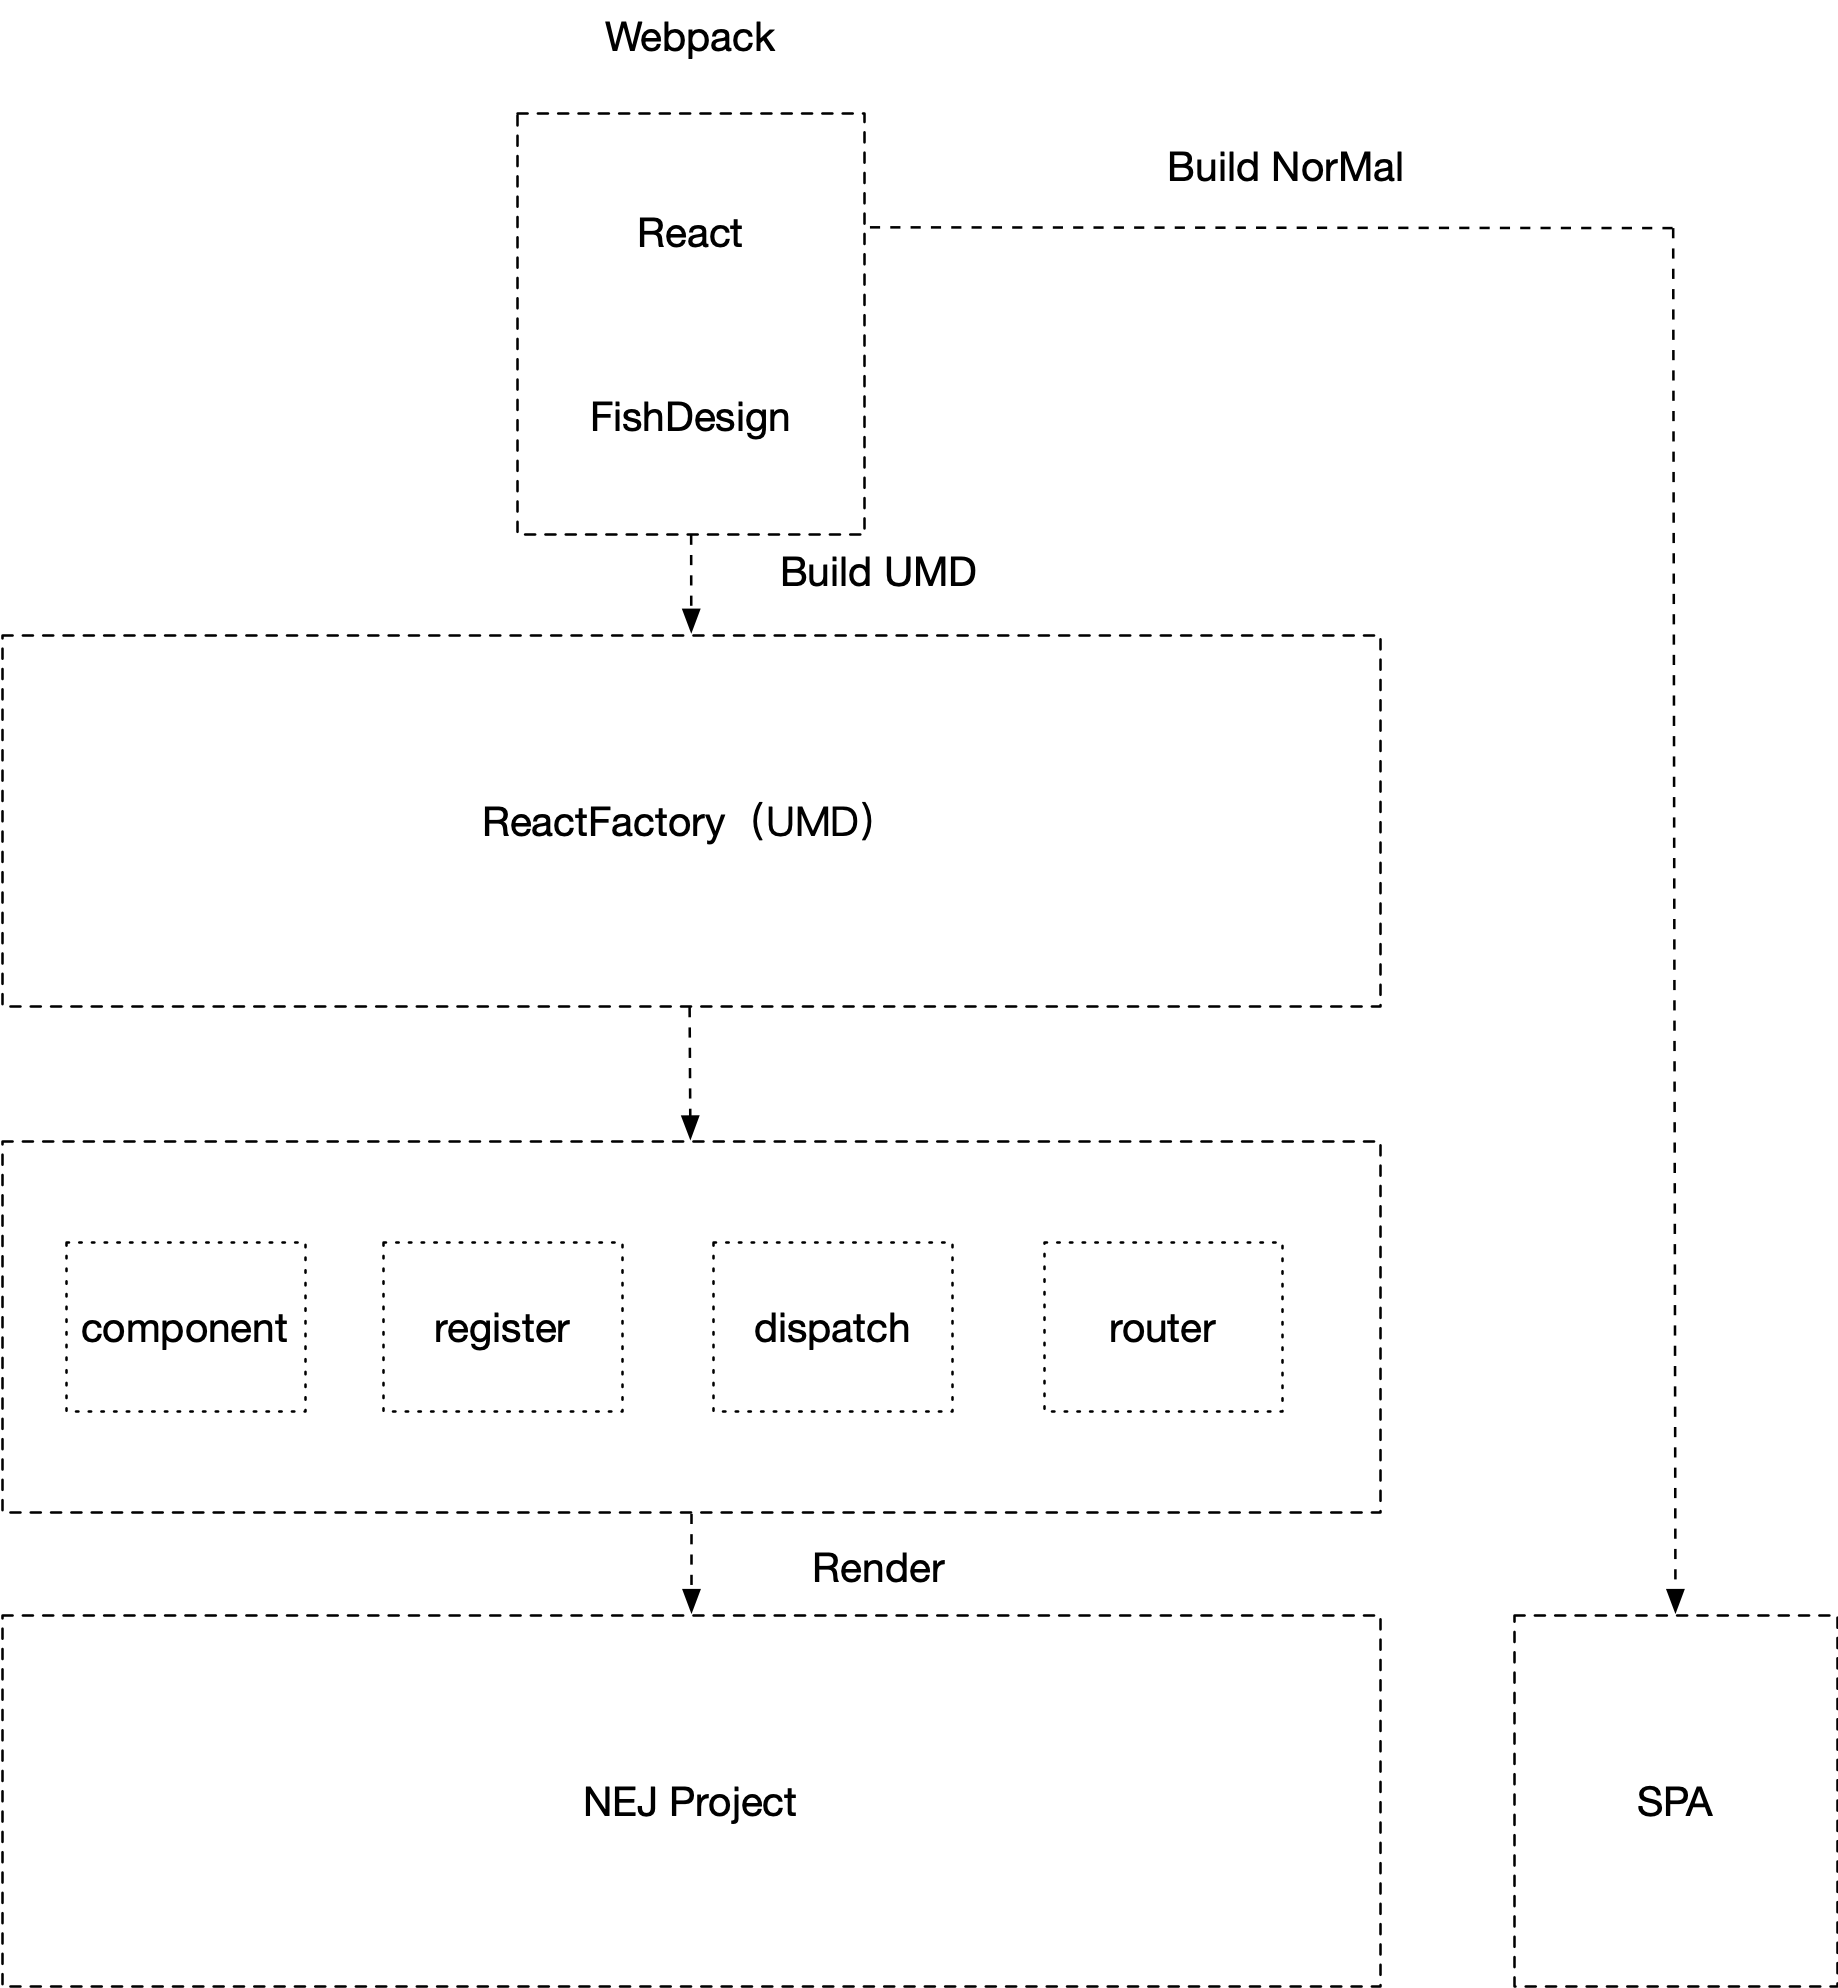 Webpack
Build NorMal
React
FishDesign
Build UMD
ReactFactory（UMD）
component
register
dispatch
router
Render
NEJ Project
SPA